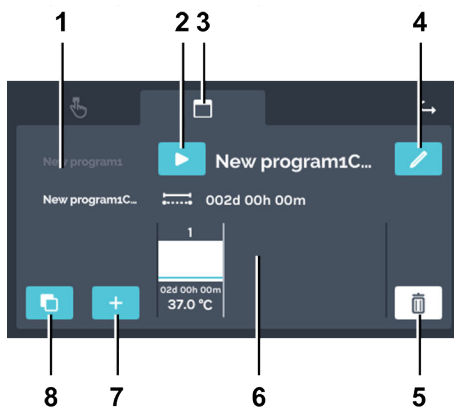 1 2 3 4
New program1
New program1C...
New program1C...
002d 00h 00m
1
02d 00h 00m
37.0 °C
8 7 6 5